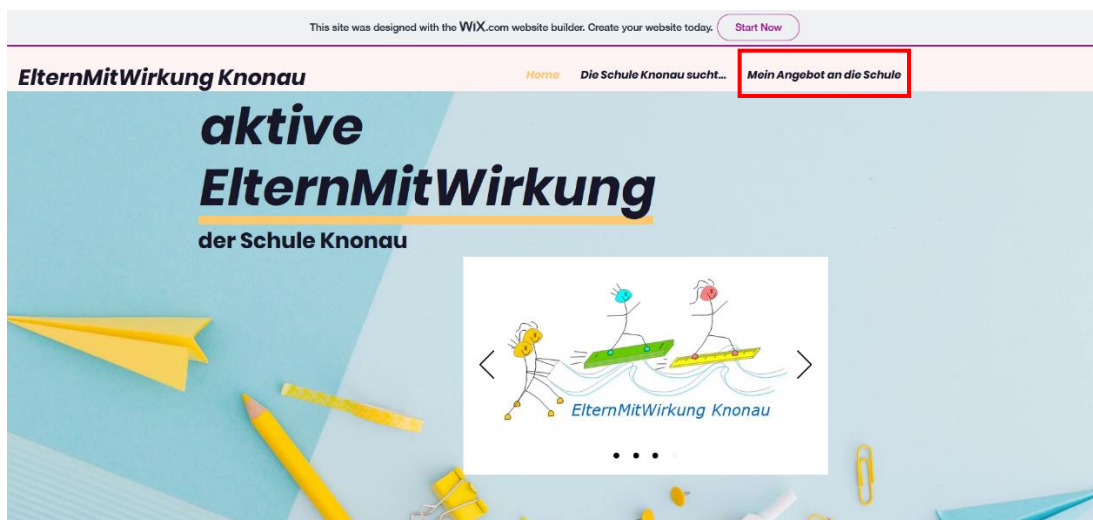 This site was designed with the WiX.com website builder. Create your website today. Start Now
ElternMitWirkung Knonau Home Die Schule Knonau sucht... Mein Angebot an die Schule
aktive
ElternMitWirkung
der Schule Knonau
ElternMitWirkung Knonau